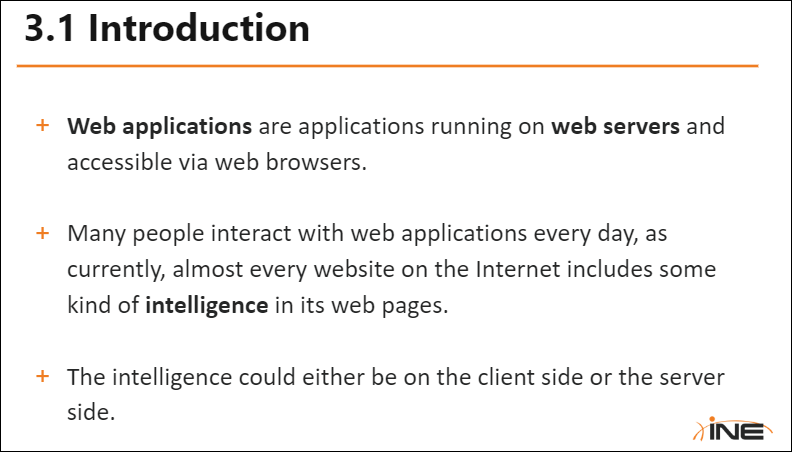 3.1 Introduction
+ Web applications are applications running on web servers and
accessible via web browsers.
+ Many people interact with web applications every day, as
currently, almost every website on the Internet includes some
kind of intelligence in its web pages.
+ The intelligence could either be on the client side or the server
side.
INE